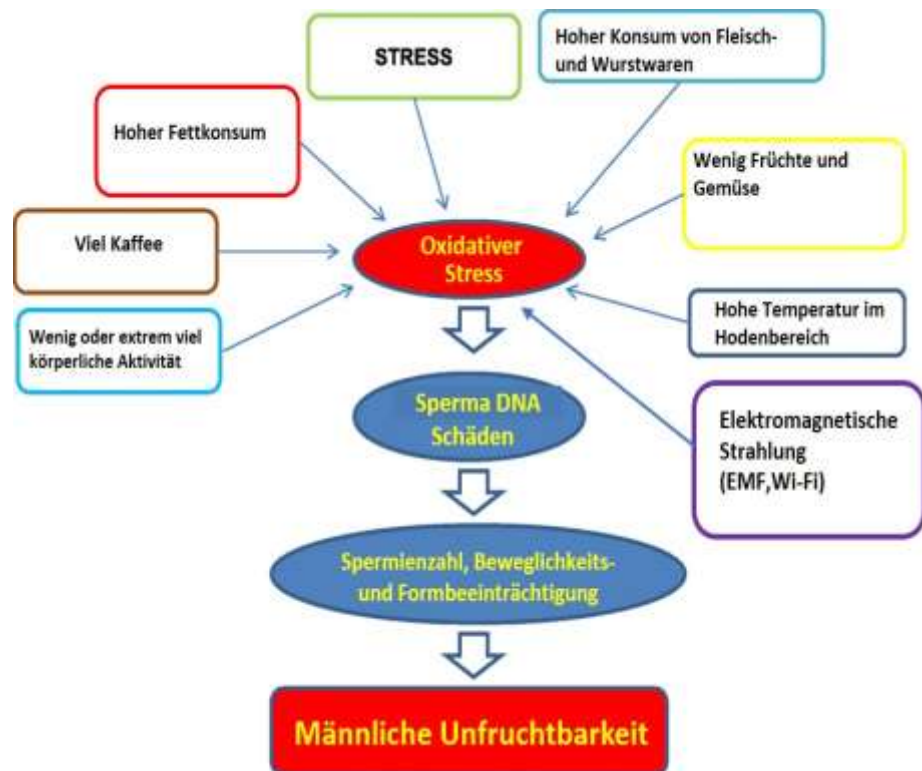 STRESS
Hoher Konsum von Fleisch-
und Wurstwaren
Hoher Fettkonsum
Wenig Früchte und
Gemüse
Viel Kaffee
Oxidativer
Stress
Hohe Temperatur im
Hodenbereich
Wenig oder extrem viel
körperliche Aktivität
Sperma DNA
Schäden
Elektromagnetische
Strahlung
(EMF,Wi-Fi)
Spermienzahl, Beweglichkeits-
und Formbeeinträchtigung
Männliche Unfruchtbarkeit